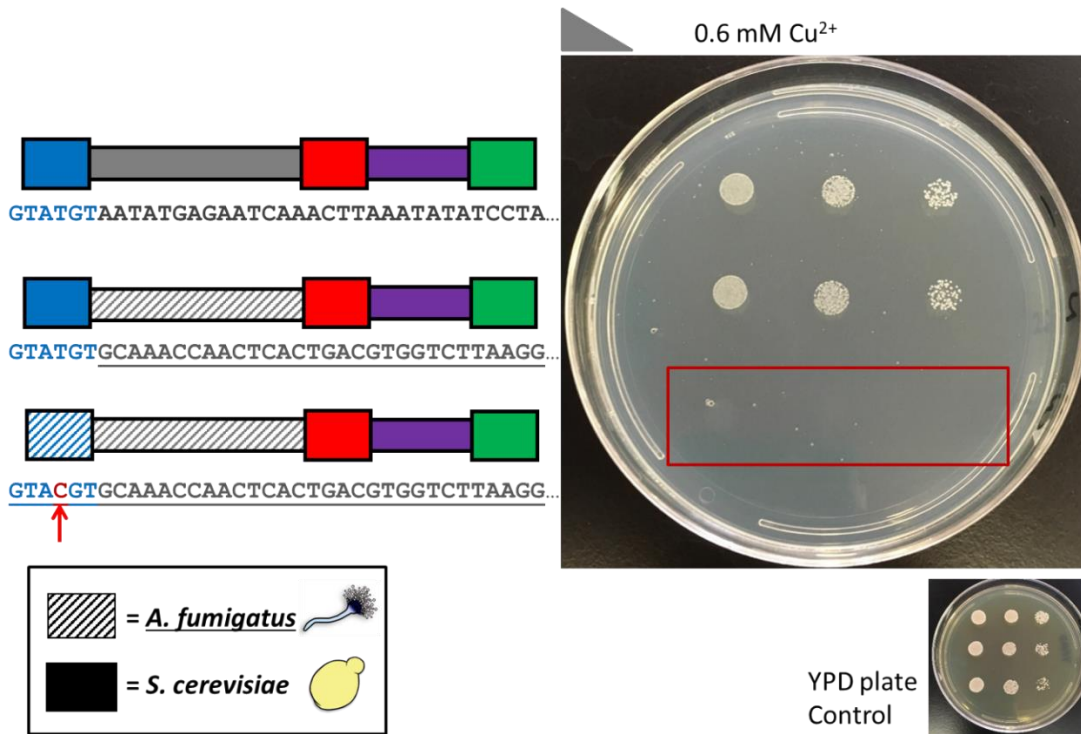 0.6 mM Cu²⁺
GTATGTAATATGAGAATCAAACTTAAATATATCCTA...
GTATGTGCAAACCAACTCACTGACGTGGTCTTAAGG...
GTACGTGCAAACCAACTCACTGACGTGGTCTTAAGG...
= A. fumigatus
= S. cerevisiae
YPD plate
Control